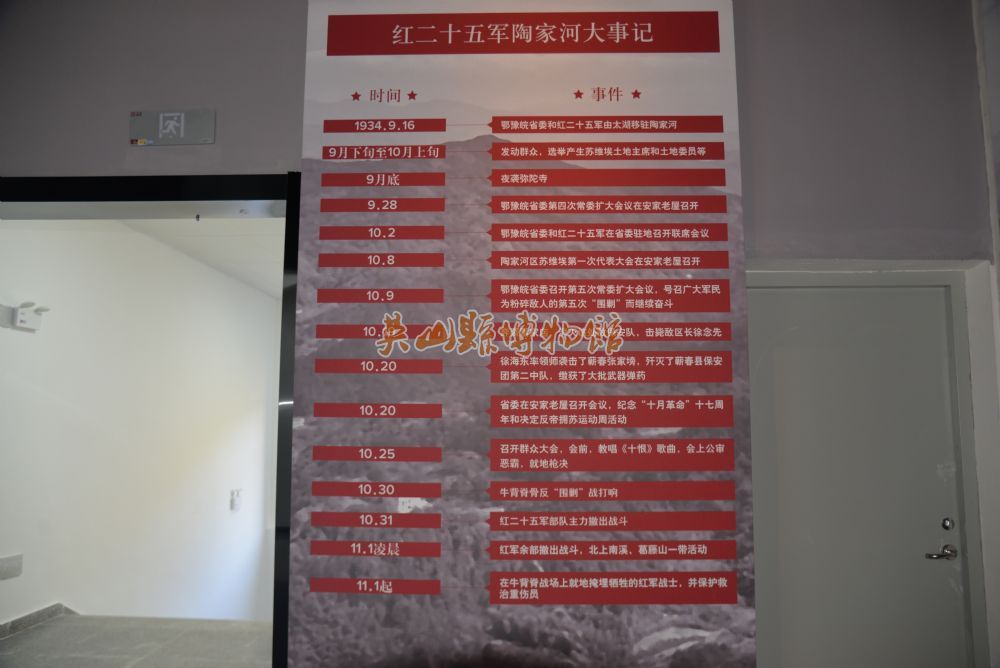 红二十五军陶家河大事记
★ 时间 ★
★ 事件 ★
1934.9.16
鄂豫皖省委和红二十五军由太湖移驻陶家河
9月下旬至10月上旬
发动群众，选举产生苏维埃土地主席和土地委员等
9月底
夜袭弥陀寺
9.28
鄂豫皖省委第四次常委扩大会议在安家老屋召开
10.2
鄂豫皖省委和红二十五军在省委驻地召开联席会议
10.8
陶家河区苏维埃第一次代表大会在安家老屋召开
10.9
鄂豫皖省委召开第五次常委扩大会议，号召广大军民
为粉碎敌人的第五次“围剿”而继续奋斗
安队，击毙敌区长徐念先
英山县博物馆
10.20
徐海东率领师袭击了蕲春张家塝，歼灭了蕲春县保安
团第二中队，缴获了大批武器弹药
10.20
省委在安家老屋召开会议，纪念“十月革命”十七周
年和决定反帝拥苏运动周活动
10.25
召开群众大会，会前，教唱《十恨》歌曲，会上公审
恶霸，就地枪决
10.30
牛背脊骨反“围剿”战打响
10.31
红二十五军部队主力撤出战斗
11.1凌晨
红军余部撤出战斗，北上南溪、葛藤山一带活动
11.1起
在牛背脊战场上就地掩埋牺牲的红军战士，并保护救
治重伤员